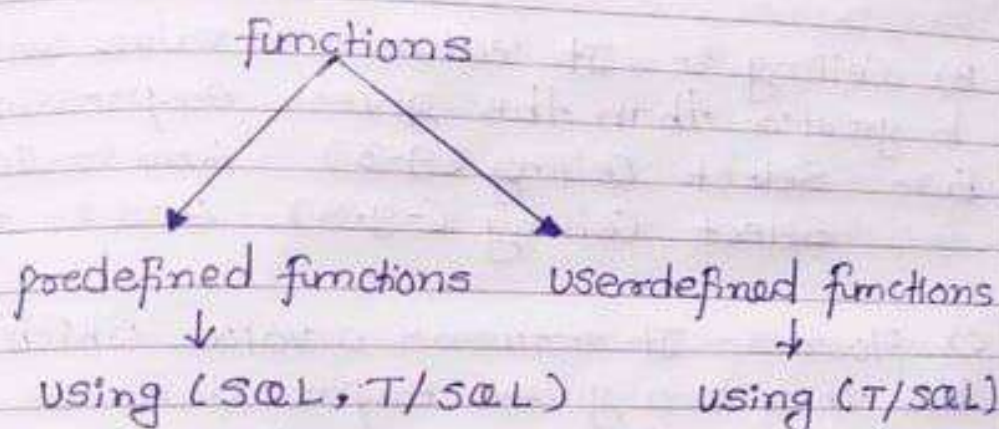 functions
predefined functions userdefined functions
↓ ↓
using (SQL, T/SQL) using (T/SQL)